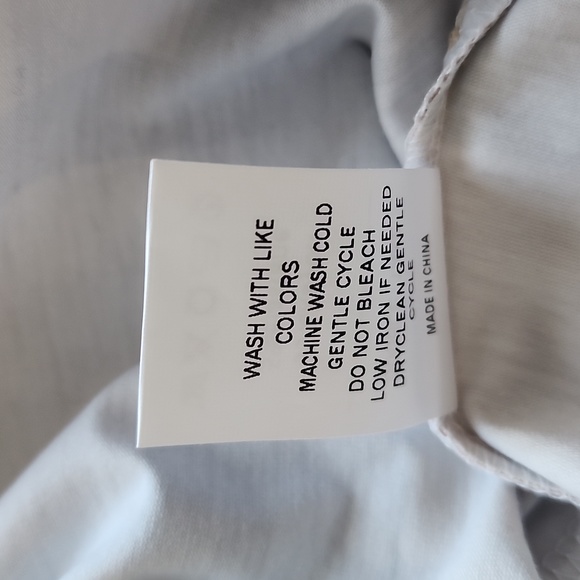 WASH WITH LIKE
COLORS
MACHINE WASH COLD
GENTLE CYCLE
DO NOT BLEACH
LOW IRON IF NEEDED
DRYCLEAN GENTLE
CYCLE
MADE IN CHINA